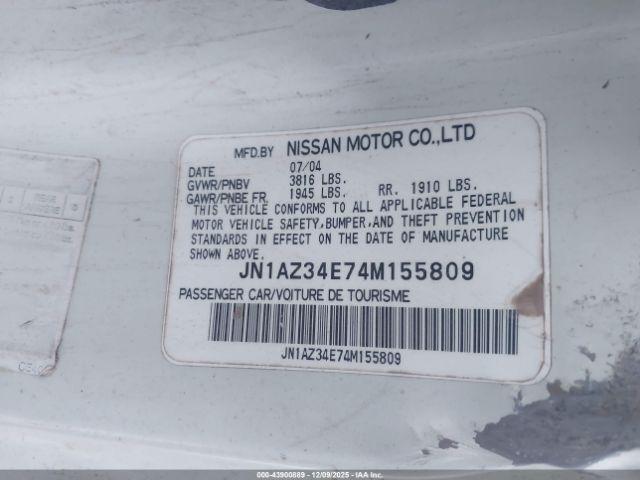 MFD.BY NISSAN MOTOR CO.,LTD
DATE 07/04
GVWR/PNBV 3816 LBS.
GAWR/PNBE FR. 1945 LBS. RR. 1910 LBS.
THIS VEHICLE CONFORMS TO ALL APPLICABLE FEDERAL
MOTOR VEHICLE SAFETY,BUMPER,AND THEFT PREVENTION
STANDARDS IN EFFECT ON THE DATE OF MANUFACTURE
SHOWN ABOVE.
JN1AZ34E74M155809
PASSENGER CAR/VOITURE DE TOURISME
JN1AZ34E74M155809
000-43900889 - 12/09/2025 - IAAI, Inc.